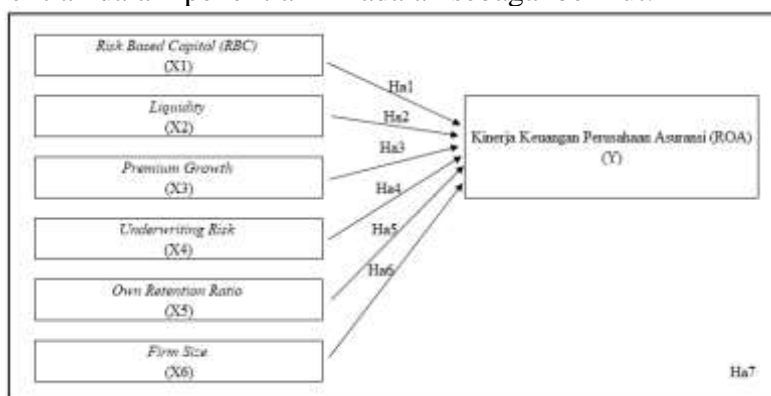 Risk Based Capital (RBC)
(X1)
Liquidity
(X2)
Premium Growth
(X3)
Underwriting Risk
(X4)
Own Retention Ratio
(X5)
Firm Size
(X6)
Ha1
Ha2
Ha3
Ha4
Ha5
Ha6
Kinerja Keuangan Perusahaan Asuransi (ROA)
(Y)
Ha7